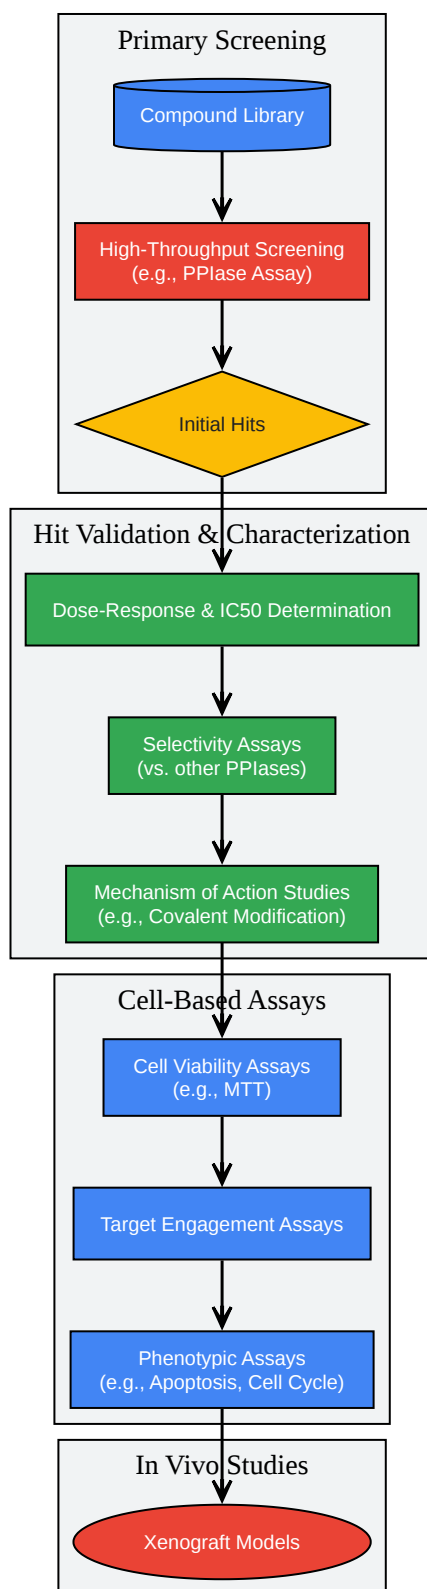 Primary Screening
Compound Library
High-Throughput Screening
(e.g., PPIase Assay)
Initial Hits
Hit Validation & Characterization
Dose-Response & IC50 Determination
Selectivity Assays
(vs. other PPIases)
Mechanism of Action Studies
(e.g., Covalent Modification)
Cell-Based Assays
Cell Viability Assays
(e.g., MTT)
Target Engagement Assays
Phenotypic Assays
(e.g., Apoptosis, Cell Cycle)
In Vivo Studies
Xenograft Models